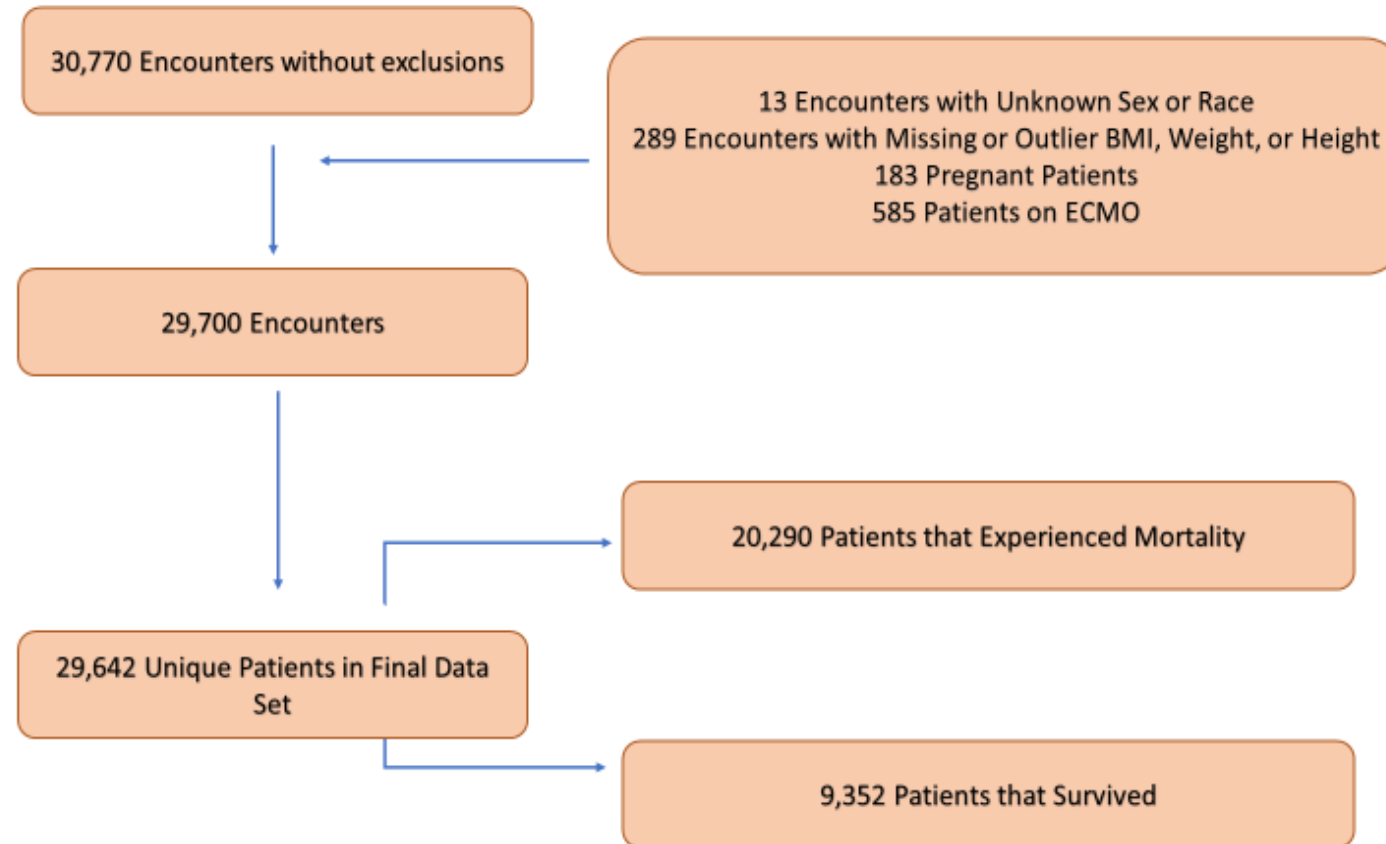 30,770 Encounters without exclusions
13 Encounters with Unknown Sex or Race
289 Encounters with Missing or Outlier BMI, Weight, or Height
183 Pregnant Patients
585 Patients on ECMO
29,700 Encounters
20,290 Patients that Experienced Mortality
29,642 Unique Patients in Final Data
Set
9,352 Patients that Survived